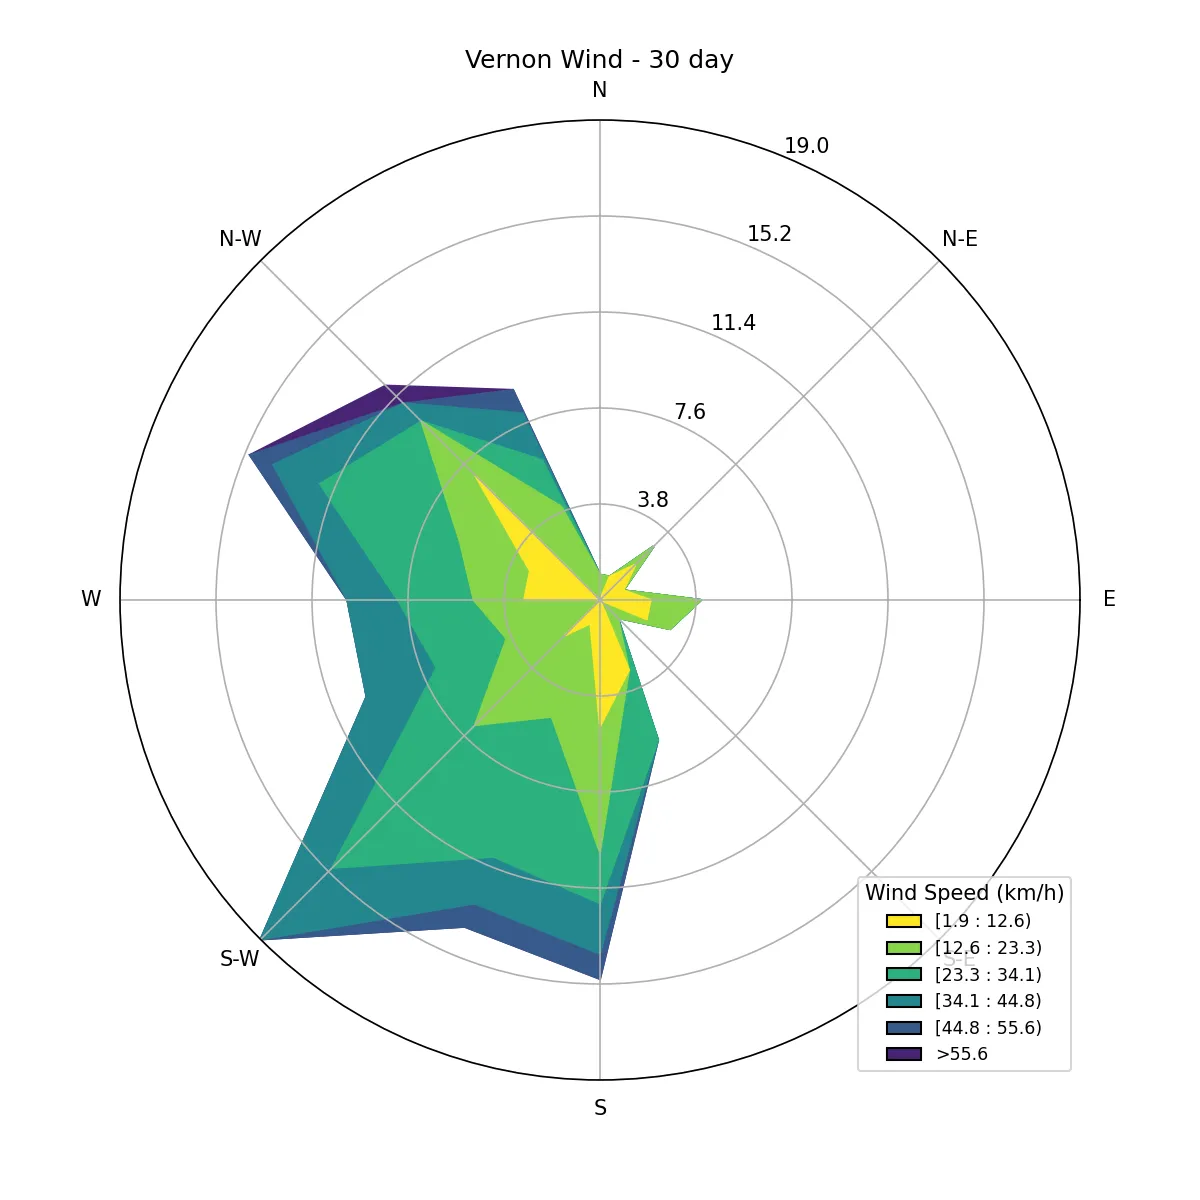 Vernon Wind - 30 day
N
19.0
15.2
N-W
N-E
11.4
7.6
3.8
W
E
Wind Speed (km/h)
[1.9 : 12.6)
[12.6 : 23.3)
S-W
S-E
[23.3 : 34.1)
[34.1 : 44.8)
[44.8 : 55.6)
>55.6
S